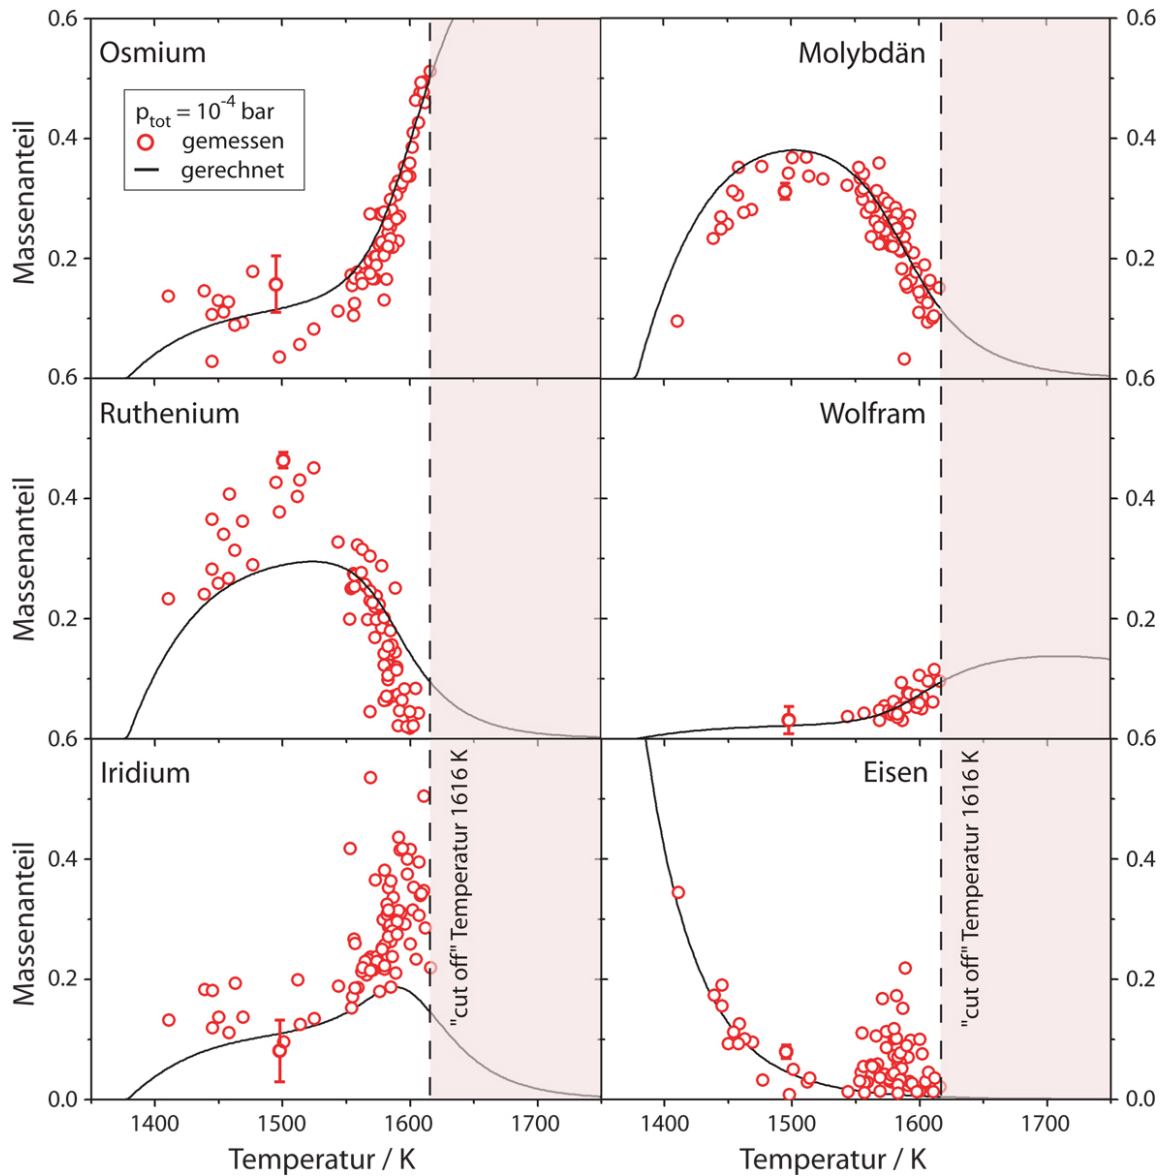 0.6
0.6
Osmium
Molybdän
p_tot = 10^-4 bar
gemessen
gerechnet
Massenanteil
0.4
0.4
0.2
0.2
0.6
0.6
Ruthenium
Wolfram
Massenanteil
0.4
0.4
0.2
0.2
0.6
0.6
Iridium
Eisen
Massenanteil
0.4
0.4
"cut off" Temperatur 1616 K
"cut off" Temperatur 1616 K
0.2
0.2
0.0
0.0
1400 1500 1600 1700
1400 1500 1600 1700
Temperatur / K
Temperatur / K